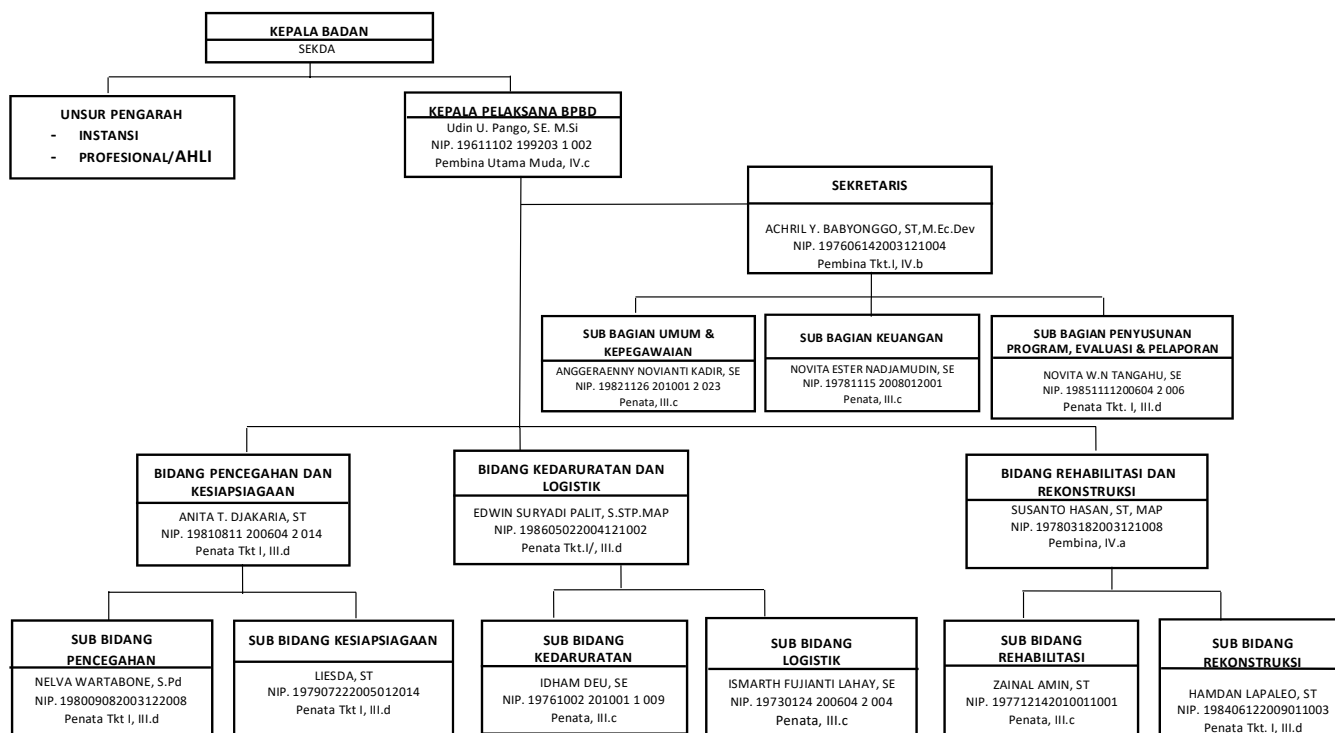 KEPALA BADAN
SEKDA
UNSUR PENGARAH
- INSTANSI
- PROFESIONAL/AHLI
KEPALA PELAKSANA BPBD
Udin U. Pango, SE. M.Si
NIP. 19611102 199203 1 002
Pembina Utama Muda, IV.c
SEKRETARIS
ACHRIL Y. BABYONGGO, ST,M.Ec.Dev
NIP. 197606142003121004
Pembina Tkt.I, IV.b
SUB BAGIAN UMUM &
KEPEGAWAIAN
ANGGERAENNY NOVIANTI KADIR, SE
NIP. 19821126 201001 2 023
Penata, III.c
SUB BAGIAN KEUANGAN
NOVITA ESTER NADJAMUDIN, SE
NIP. 19781115 2008012001
Penata, III.c
SUB BAGIAN PENYUSUNAN
PROGRAM, EVALUASI & PELAPORAN
NOVITA W.N TANGAHU, SE
NIP. 19851111200604 2 006
Penata Tkt. I, III.d
BIDANG PENCEGAHAN DAN
KESIAPSIAGAAN
ANITA T. DJAKARIA, ST
NIP. 19810811 200604 2 014
Penata Tkt I, III.d
BIDANG KEDARURATAN DAN
LOGISTIK
EDWIN SURYADI PALIT, S.STP.MAP
NIP. 198605022004121002
Penata Tkt.I/, III.d
BIDANG REHABILITASI DAN
REKONSTRUKSI
SUSANTO HASAN, ST, MAP
NIP. 197803182003121008
Pembina, IV.a
SUB BIDANG
PENCEGAHAN
NELVA WARTABONE, S.Pd
NIP. 198009082003122008
Penata Tkt I, III.d
SUB BIDANG KESIAPSIAGAAN
LIESDA, ST
NIP. 197907222005012014
Penata Tkt I, III.d
SUB BIDANG
KEDARURATAN
IDHAM DEU, SE
NIP. 19761002 201001 1 009
Penata, III.c
SUB BIDANG
LOGISTIK
ISMARTH FUJIANTI LAHAY, SE
NIP. 19730124 200604 2 004
Penata, III.c
SUB BIDANG
REHABILITASI
ZAINAL AMIN, ST
NIP. 197712142010011001
Penata, III.c
SUB BIDANG
REKONSTRUKSI
HAMDAN LAPALEO, ST
NIP. 198406122009011003
Penata Tkt. I, III.d